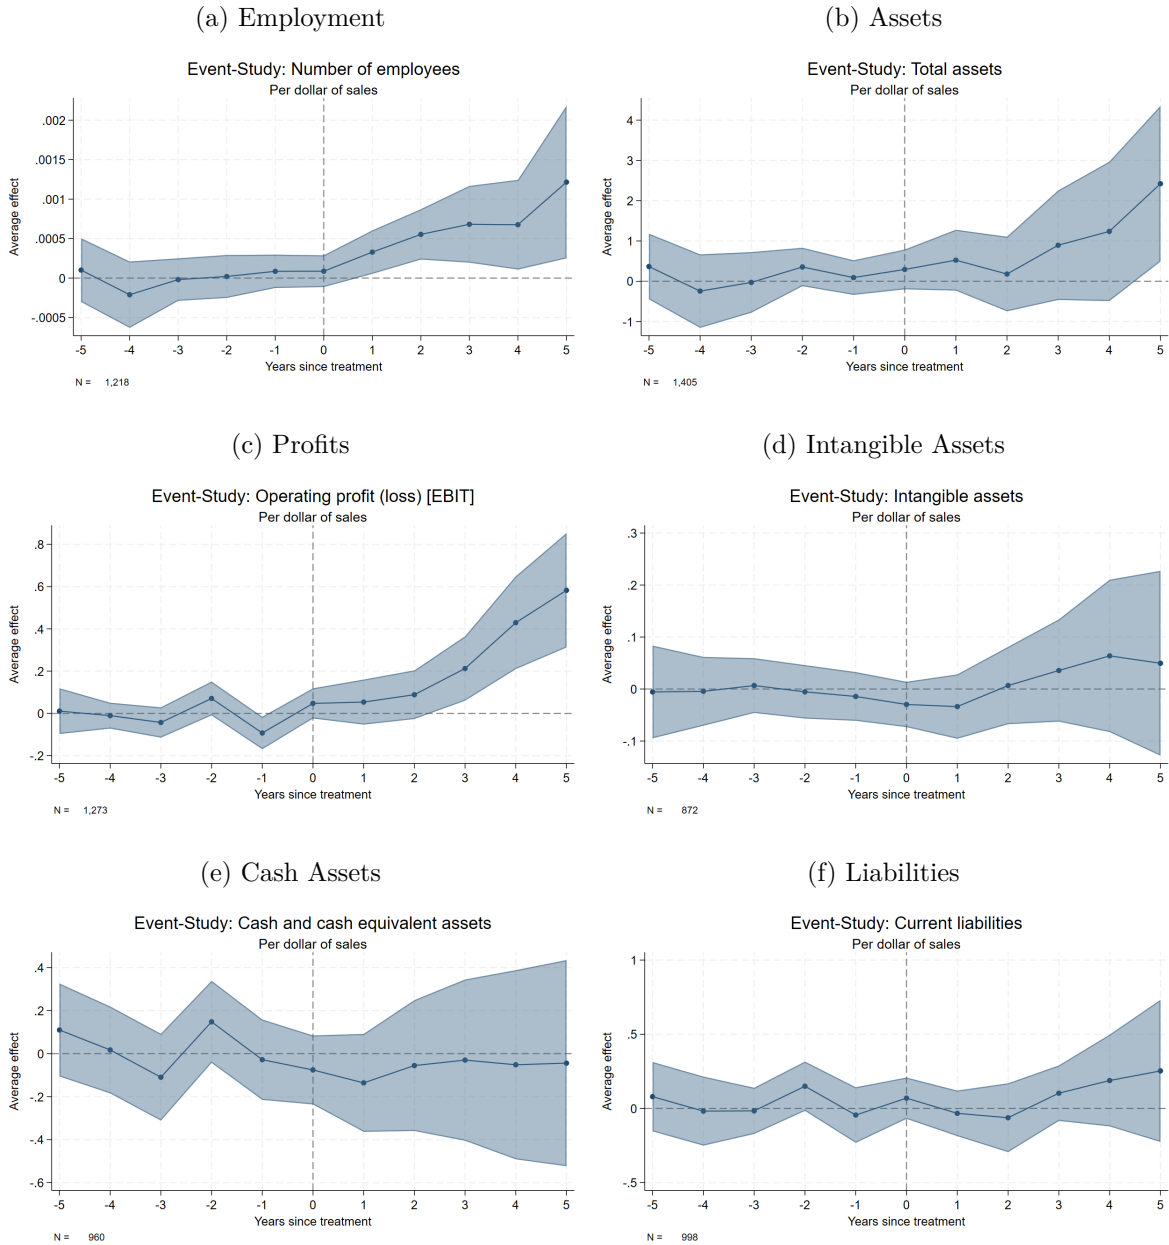 (a) Employment
Event-Study: Number of employees
Per dollar of sales
Average effect
.002
.0015
.001
.0005
0
-.0005
-5 -4 -3 -2 -1 0 1 2 3 4 5
Years since treatment
N = 1,218
(b) Assets
Event-Study: Total assets
Per dollar of sales
Average effect
4
3
2
1
0
-1
-5 -4 -3 -2 -1 0 1 2 3 4 5
Years since treatment
N = 1,405
(c) Profits
Event-Study: Operating profit (loss) [EBIT]
Per dollar of sales
Average effect
.8
.6
.4
.2
0
-.2
-5 -4 -3 -2 -1 0 1 2 3 4 5
Years since treatment
N = 1,273
(d) Intangible Assets
Event-Study: Intangible assets
Per dollar of sales
Average effect
.3
.2
.1
0
-.1
-5 -4 -3 -2 -1 0 1 2 3 4 5
Years since treatment
N = 872
(e) Cash Assets
Event-Study: Cash and cash equivalent assets
Per dollar of sales
Average effect
.4
.2
0
-.2
-.4
-.6
-5 -4 -3 -2 -1 0 1 2 3 4 5
Years since treatment
N = 960
(f) Liabilities
Event-Study: Current liabilities
Per dollar of sales
Average effect
1
.5
0
-.5
-5 -4 -3 -2 -1 0 1 2 3 4 5
Years since treatment
N = 998